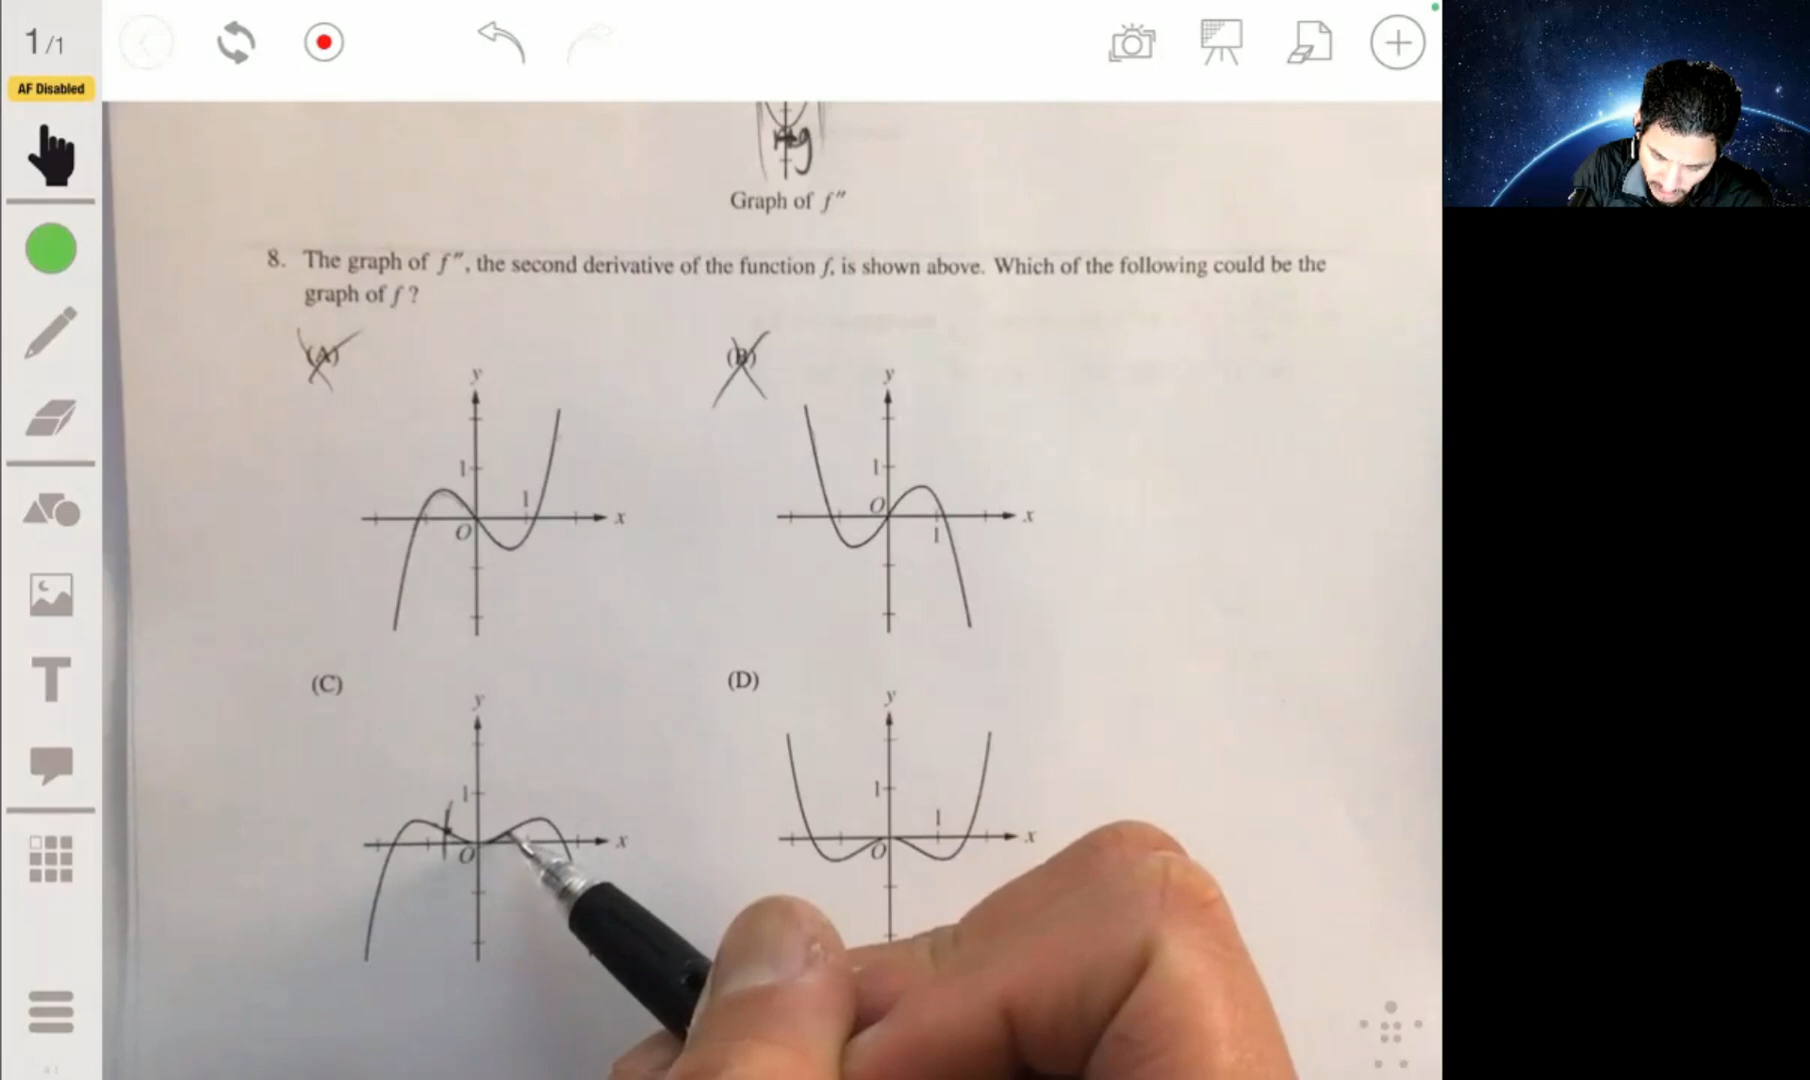 1/1
AF Disabled
Neg
Graph of f″
8. The graph of f″, the second derivative of the function f, is shown above. Which of the following could be the
graph of f ?
(A)
(B)
y
y
1
1
1
O
x
O
x
1
(C)
(D)
y
y
1
1
1
O
x
O
x
T